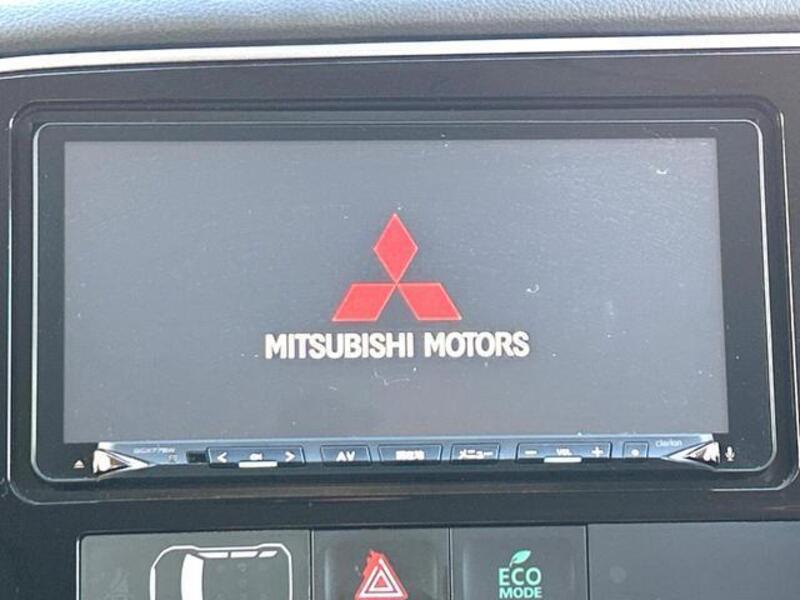 MITSUBISHI MOTORS
clarion
AV メニュー － VOL ＋
ECO
MODE